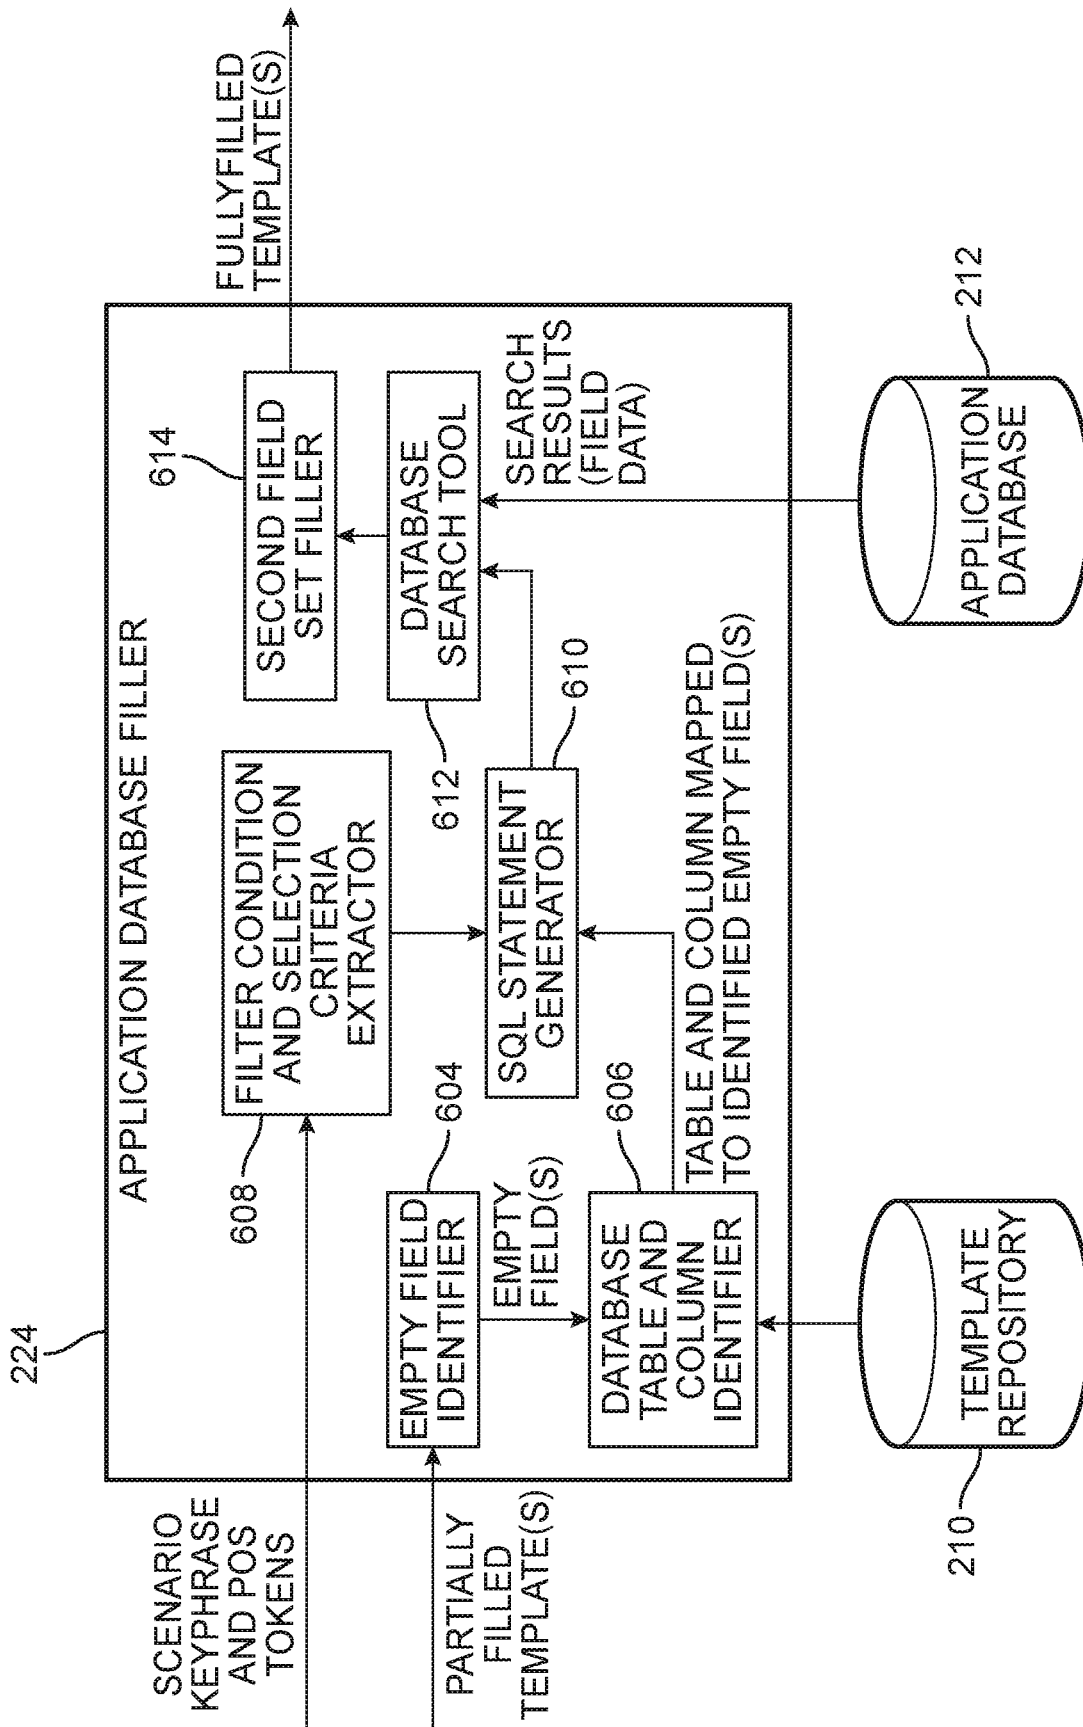 224
APPLICATION DATABASE FILLER
SCENARIO
KEYPHRASE
AND POS
TOKENS
PARTIALLY
FILLED
TEMPLATE(S)
608
FILTER CONDITION
AND SELECTION
CRITERIA
EXTRACTOR
614
SECOND FIELD
SET FILLER
FULLYFILLED
TEMPLATE(S)
EMPTY FIELD
IDENTIFIER
604
EMPTY
FIELD(S)
612
DATABASE
SEARCH TOOL
SEARCH
RESULTS
(FIELD
DATA)
SQL STATEMENT
GENERATOR
610
DATABASE
TABLE AND
COLUMN
IDENTIFIER
606
TABLE AND COLUMN MAPPED
TO IDENTIFIED EMPTY FIELD(S)
TEMPLATE
REPOSITORY
210
APPLICATION
DATABASE
212